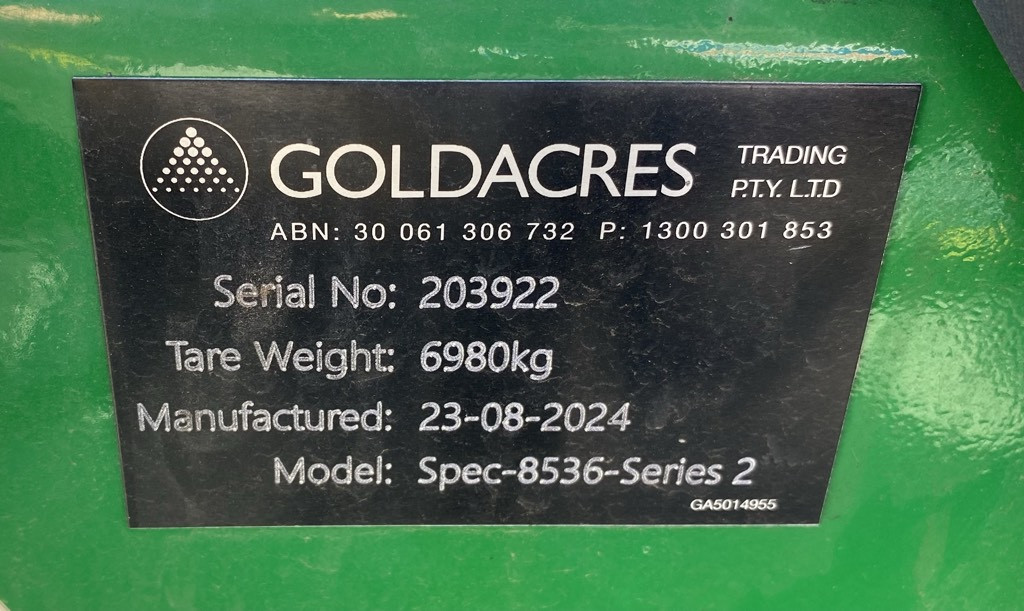 GOLDACRES TRADING
P.T.Y. L.T.D
ABN: 30 061 306 732 P: 1300 301 853
Serial No: 203922
Tare Weight: 6980kg
Manufactured: 23-08-2024
Model: Spec-8536-Series 2
GA5014955